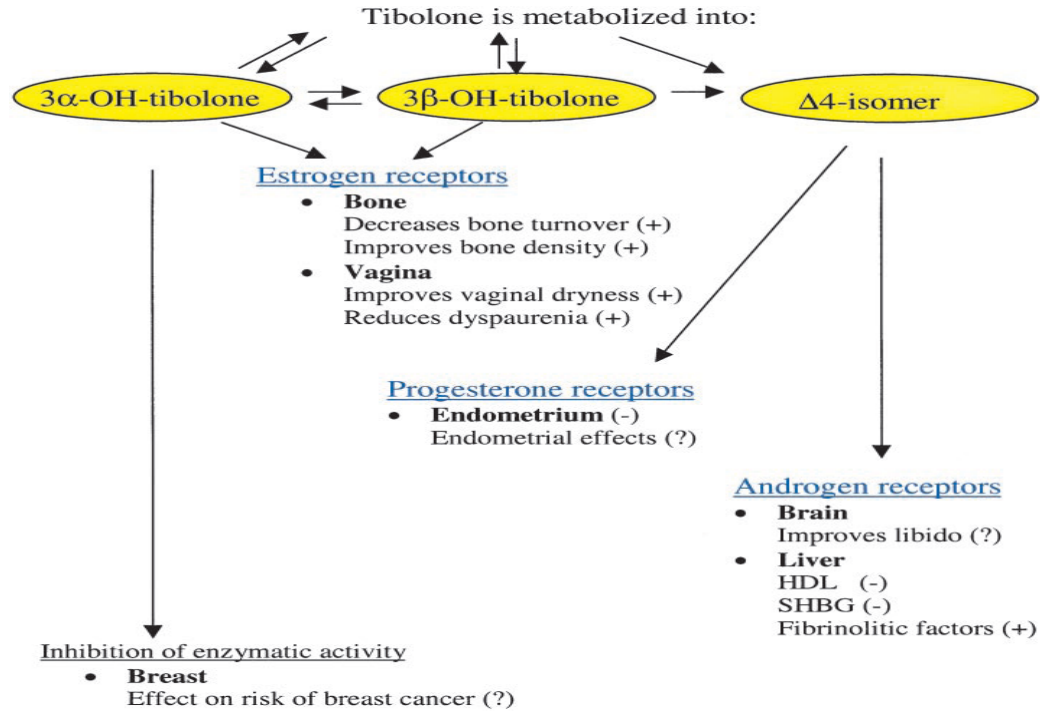 Tibolone is metabolized into:
3α-OH-tibolone
3β-OH-tibolone
Δ4-isomer
Estrogen receptors
• Bone
Decreases bone turnover (+)
Improves bone density (+)
• Vagina
Improves vaginal dryness (+)
Reduces dyspaurenia (+)
Progesterone receptors
• Endometrium (-)
Endometrial effects (?)
Androgen receptors
• Brain
Improves libido (?)
• Liver
HDL (-)
SHBG (-)
Fibrinolitic factors (+)
Inhibition of enzymatic activity
• Breast
Effect on risk of breast cancer (?)